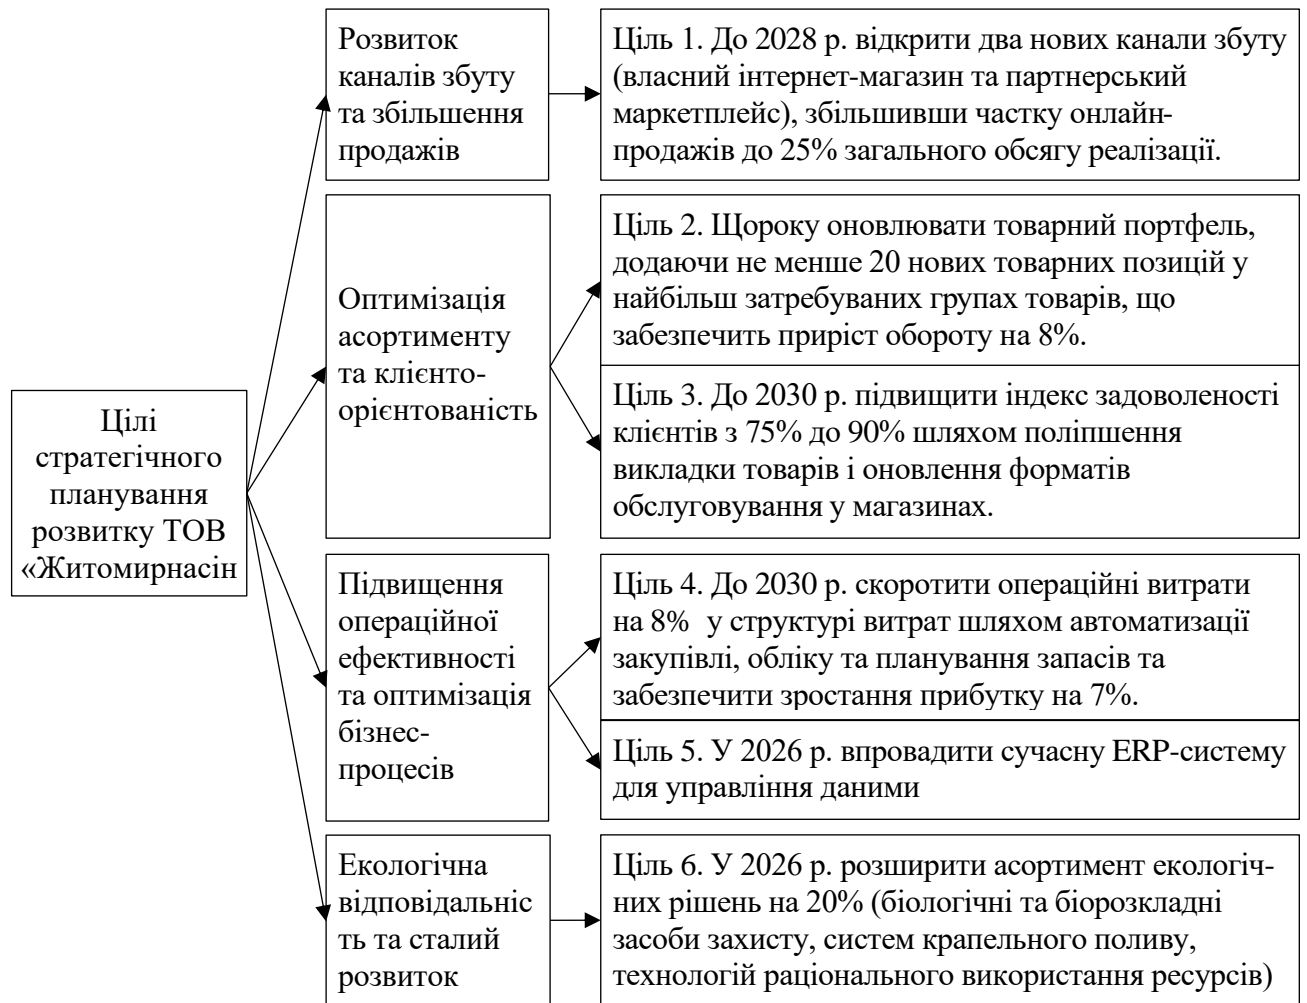 Цілі
стратегічного
планування
розвитку ТОВ
«Житомирнасін
Розвиток
каналів збуту
та збільшення
продажів
Ціль 1. До 2028 р. відкрити два нових канали збуту
(власний інтернет-магазин та партнерський
маркетплейс), збільшивши частку онлайн-
продажів до 25% загального обсягу реалізації.
Оптимізація
асортименту
та клієнто-
орієнтованість
Ціль 2. Щороку оновлювати товарний портфель,
додаючи не менше 20 нових товарних позицій у
найбільш затребуваних групах товарів, що
забезпечить приріст обороту на 8%.
Ціль 3. До 2030 р. підвищити індекс задоволеності
клієнтів з 75% до 90% шляхом поліпшення
викладки товарів і оновлення форматів
обслуговування у магазинах.
Підвищення
операційної
ефективності
та оптимізація
бізнес-
процесів
Ціль 4. До 2030 р. скоротити операційні витрати
на 8%  у структурі витрат шляхом автоматизації
закупівлі, обліку та планування запасів та
забезпечити зростання прибутку на 7%.
Ціль 5. У 2026 р. впровадити сучасну ERP-систему
для управління даними
Екологічна
відповідальніс
ть та сталий
розвиток
Ціль 6. У 2026 р. розширити асортимент екологіч-
них рішень на 20% (біологічні та біорозкладні
засоби захисту, систем крапельного поливу,
технологій раціонального використання ресурсів)